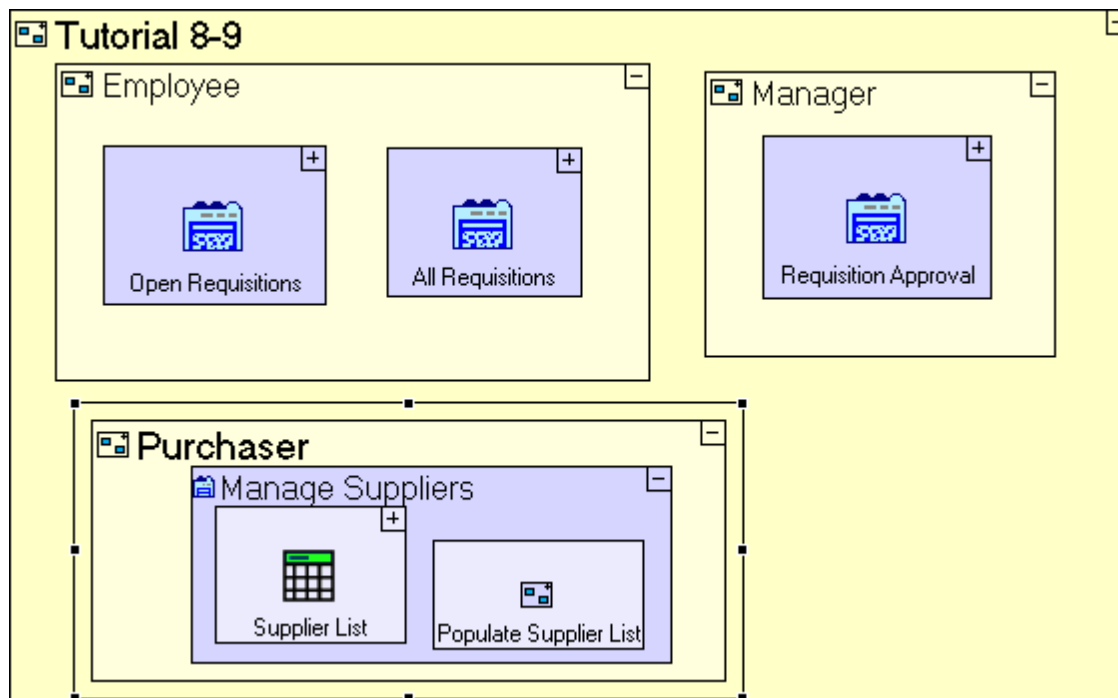 Tutorial 8-9
Employee
Manager
Open Requisitions
All Requisitions
Requisition Approval
Purchaser
Manage Suppliers
Supplier List
Populate Supplier List